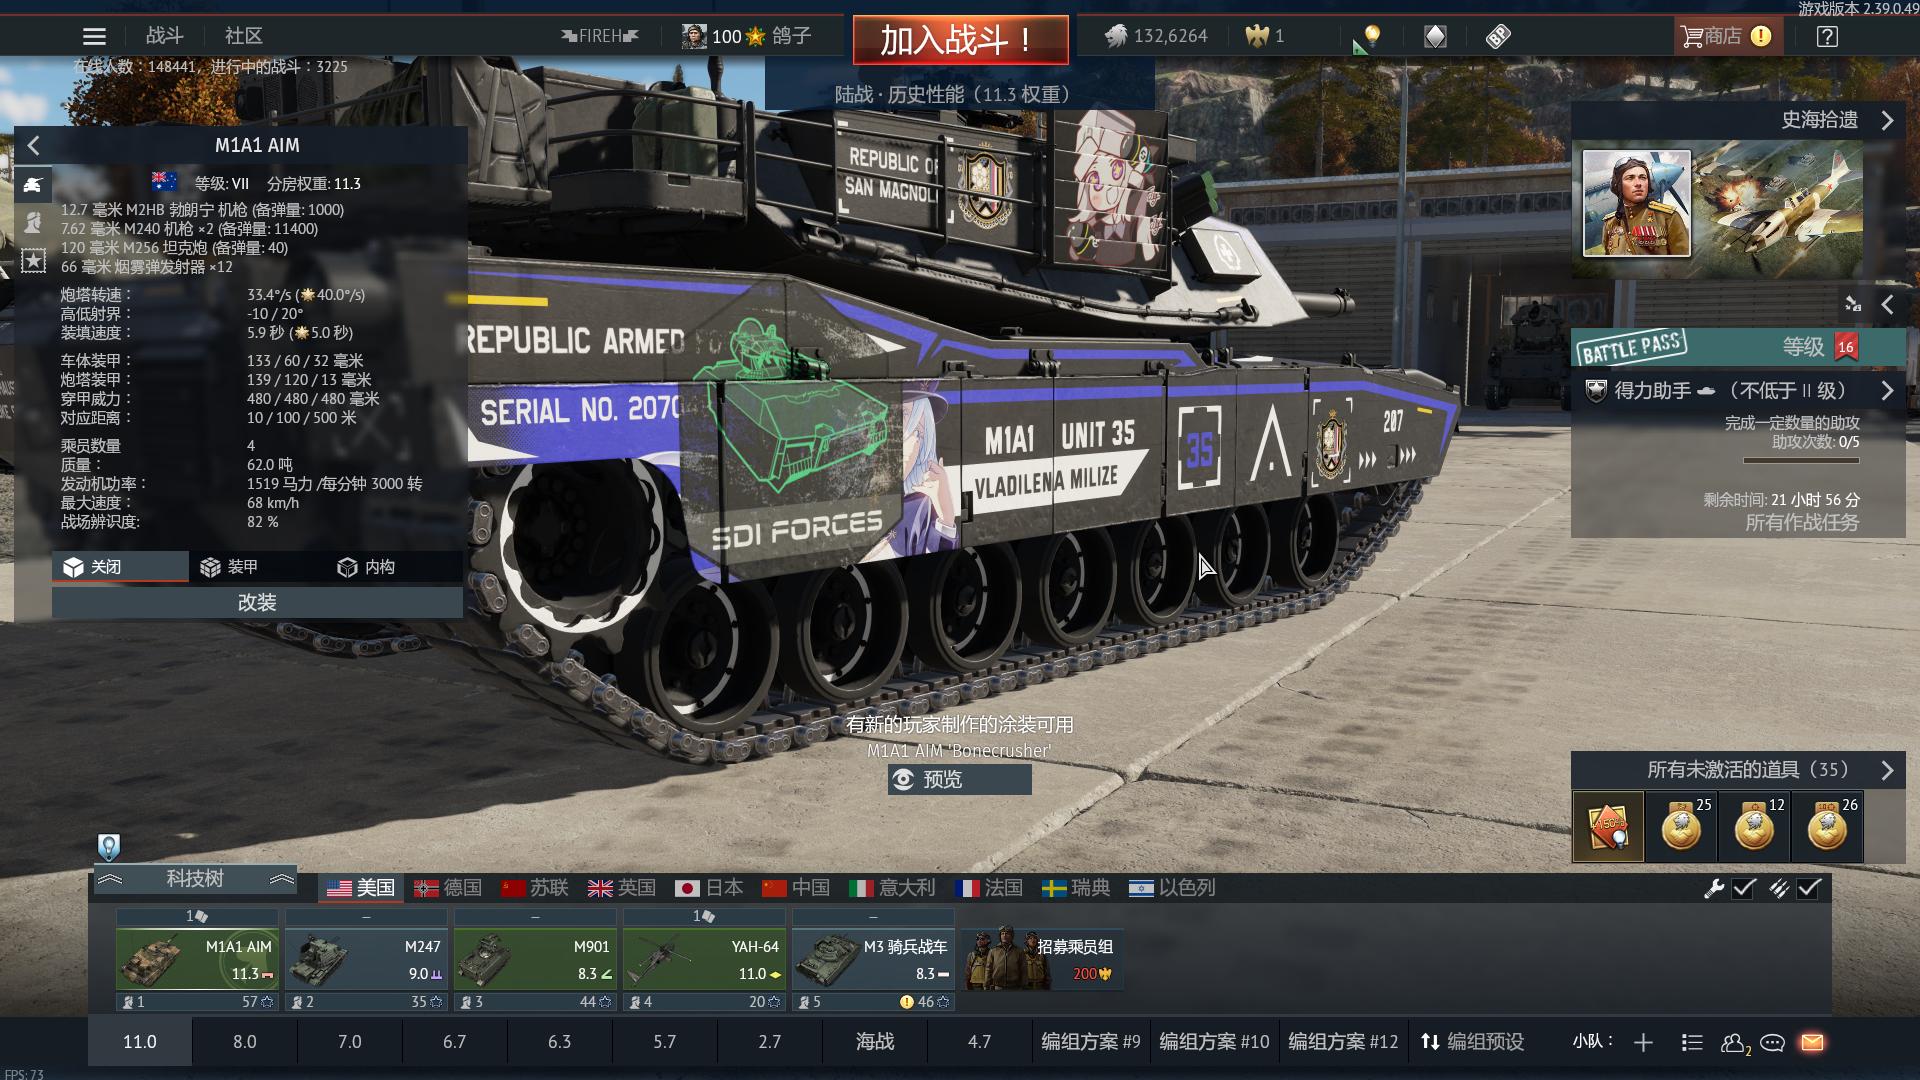 游戏版本 2.39.0.49
战斗
社区
FIREH
100 鸽子
加入战斗！
132,6264
1
商店
在线人数：148441，进行中的战斗：3225
陆战 · 历史性能（11.3 权重）
M1A1 AIM
等级: VII 分房权重: 11.3
12.7 毫米 M2HB 勃朗宁 机枪 (备弹量: 1000)
7.62 毫米 M240 机枪 ×2 (备弹量: 11400)
120 毫米 M256 坦克炮 (备弹量: 40)
66 毫米 烟雾弹发射器 ×12
炮塔转速： 33.4°/s (40.0°/s)
高低射界： -10 / 20°
装填速度： 5.9 秒 (5.0 秒)
车体装甲： 133 / 60 / 32 毫米
炮塔装甲： 139 / 120 / 13 毫米
穿甲威力： 480 / 480 / 480 毫米
对应距离： 10 / 100 / 500 米
乘员数量 4
质量： 62.0 吨
发动机功率： 1519 马力 /每分钟 3000 转
最大速度： 68 km/h
战场辨识度: 82 %
关闭
装甲
内构
改装
REPUBLIC OF
SAN MAGNOL
REPUBLIC ARMED
SERIAL NO. 2070
SDI FORCES
M1A1 UNIT 35
VLADILENA MILIZE
35
207
史海拾遗
BATTLE PASS
等级 16
得力助手 （不低于 II 级）
完成一定数量的助攻
助攻次数: 0/5
剩余时间: 21 小时 56 分
所有作战任务
有新的玩家制作的涂装可用
M1A1 AIM 'Bonecrusher'
预览
所有未激活的道具（35）
+150%
25
12
26
科技树
美国
德国
苏联
英国
日本
中国
意大利
法国
瑞典
以色列
1
–
–
1
–
M1A1 AIM
11.3
M247
9.0
M901
8.3
YAH-64
11.0
M3 骑兵战车
8.3
招募乘员组
200
1 57
2 35
3 44
4 20
5 46
11.0
8.0
7.0
6.7
6.3
5.7
2.7
海战
4.7
编组方案 #9
编组方案 #10
编组方案 #12
编组预设
小队：
2
FPS: 73